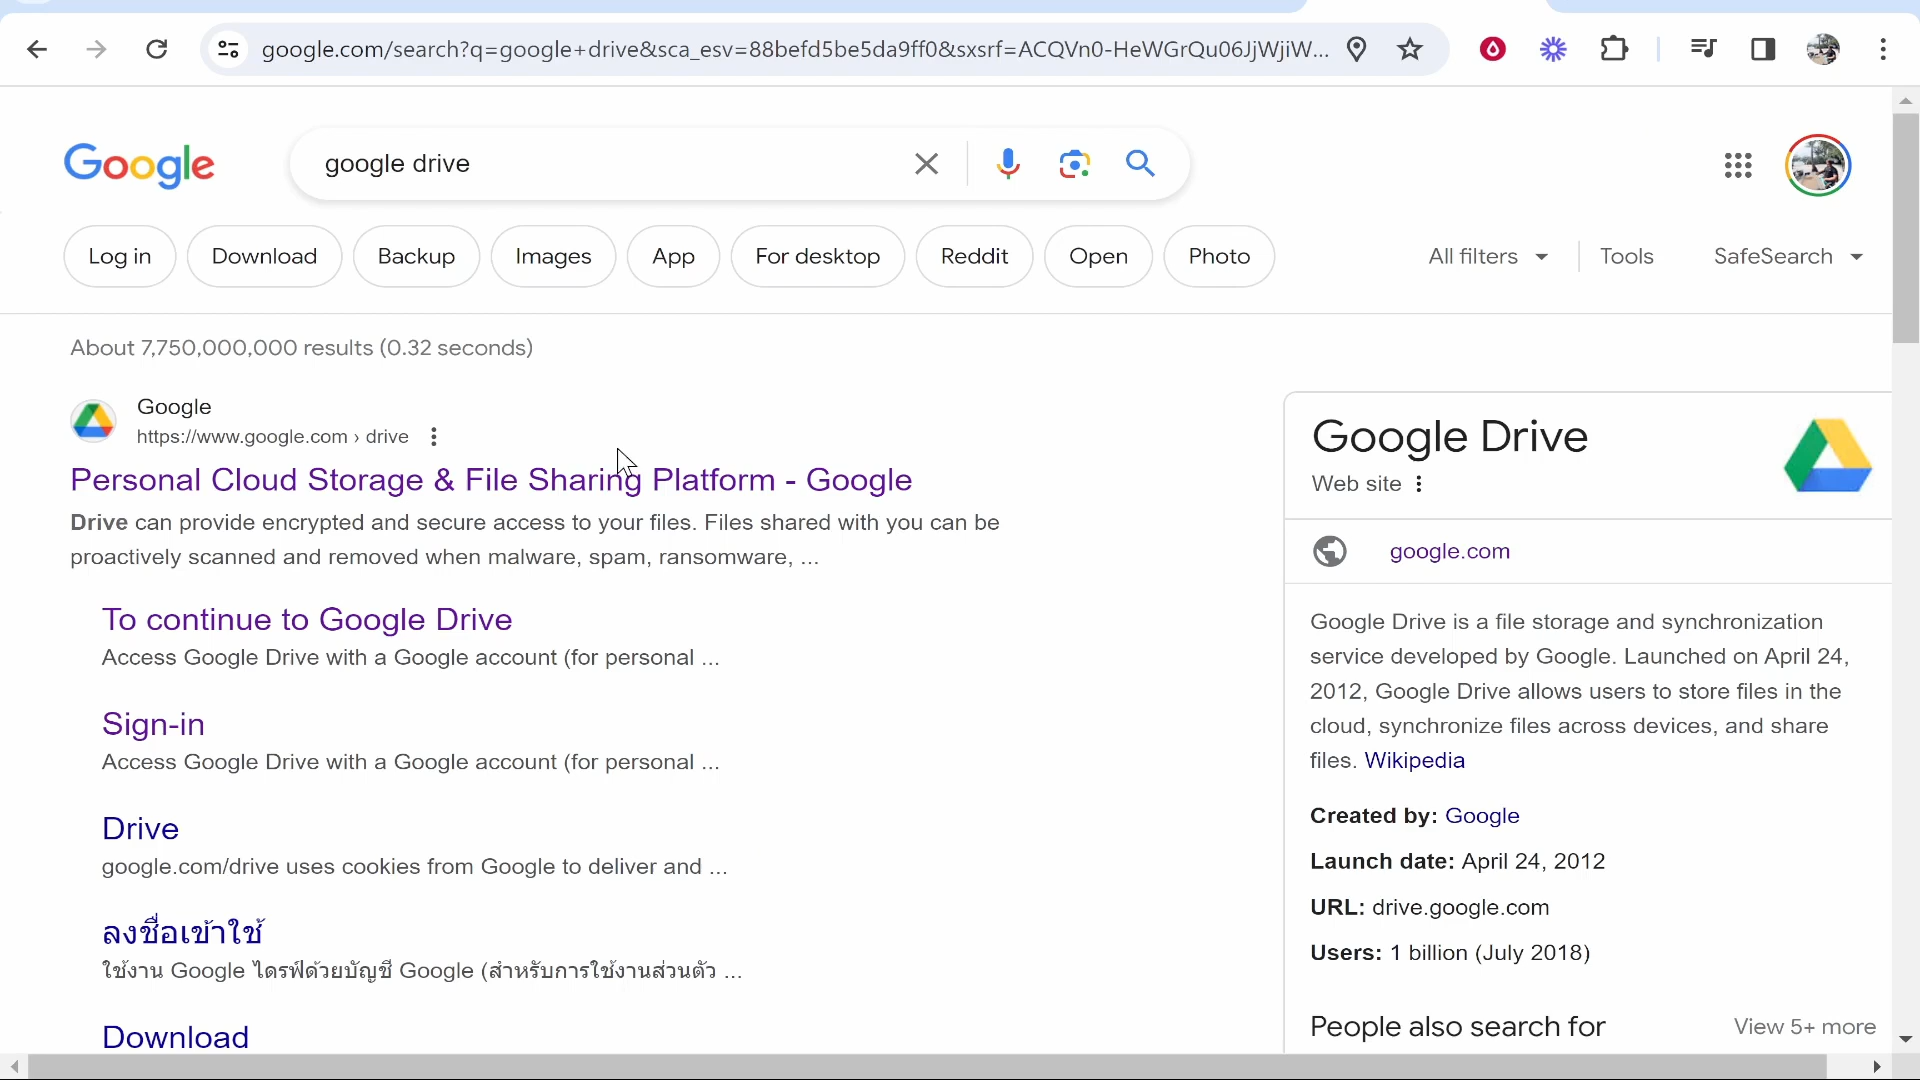 google.com/search?q=google+drive&sca_esv=88befd5be5da9ff0&sxsrf=ACQVn0-HeWGrQu06JjWjiW...
Google
google drive
Log in
Download
Backup
Images
App
For desktop
Reddit
Open
Photo
All filters
Tools
SafeSearch
About 7,750,000,000 results (0.32 seconds)
Google
https://www.google.com › drive
Personal Cloud Storage & File Sharing Platform - Google
Drive can provide encrypted and secure access to your files. Files shared with you can be
proactively scanned and removed when malware, spam, ransomware, ...
To continue to Google Drive
Access Google Drive with a Google account (for personal ...
Sign-in
Access Google Drive with a Google account (for personal ...
Drive
google.com/drive uses cookies from Google to deliver and ...
ลงชื่อเข้าใช้
ใช้งาน Google ไดรฟ์ด้วยบัญชี Google (สำหรับการใช้งานส่วนตัว ...
Download
Google Drive
Web site
google.com
Google Drive is a file storage and synchronization
service developed by Google. Launched on April 24,
2012, Google Drive allows users to store files in the
cloud, synchronize files across devices, and share
files. Wikipedia
Created by: Google
Launch date: April 24, 2012
URL: drive.google.com
Users: 1 billion (July 2018)
People also search for
View 5+ more